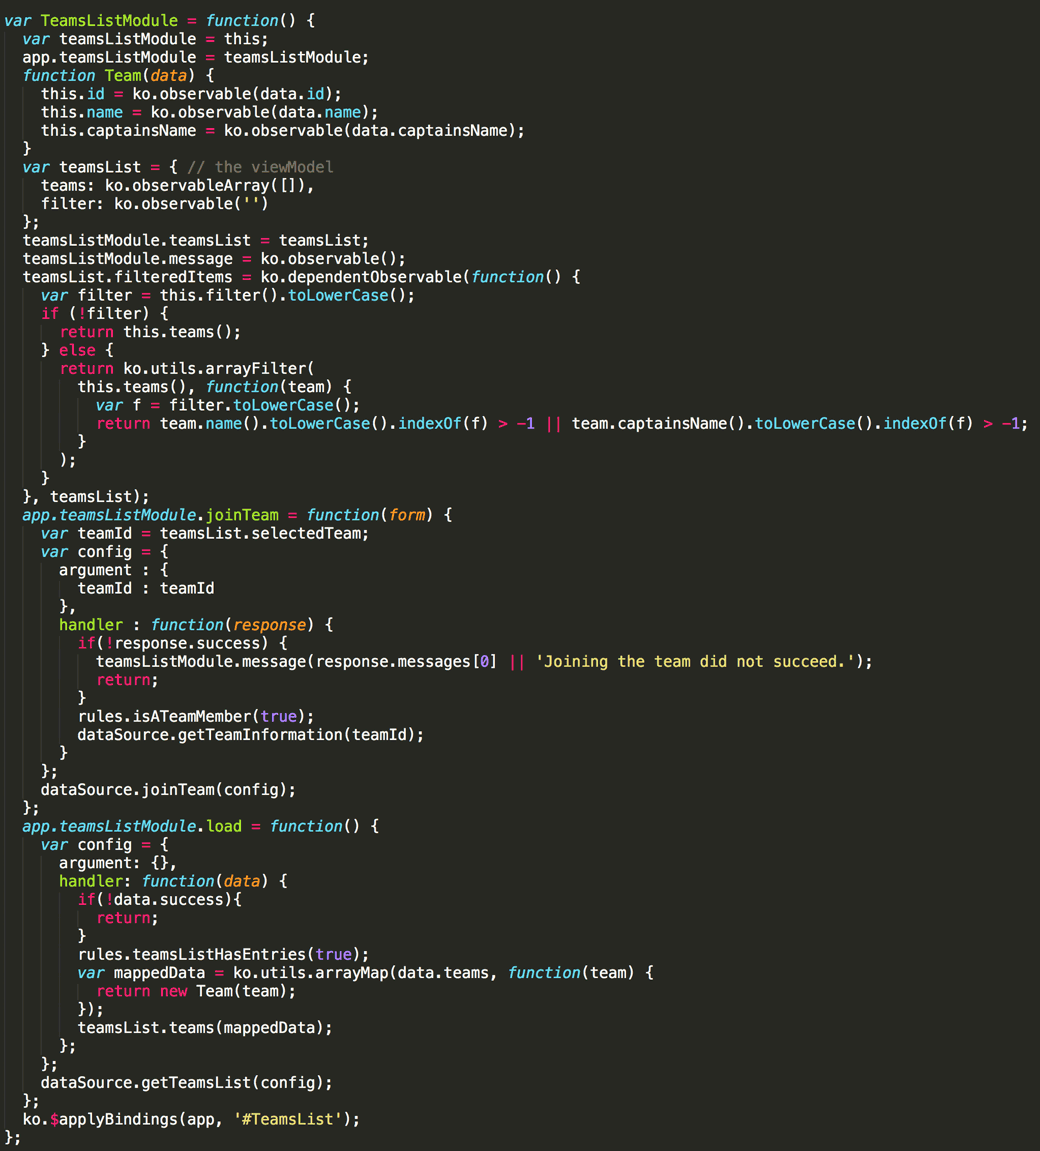 var TeamsListModule = function() {
  var teamsListModule = this;
  app.teamsListModule = teamsListModule;
  function Team(data) {
    this.id = ko.observable(data.id);
    this.name = ko.observable(data.name);
    this.captainsName = ko.observable(data.captainsName);
  }
  var teamsList = { // the viewModel
    teams: ko.observableArray([]),
    filter: ko.observable('')
  };
  teamsListModule.teamsList = teamsList;
  teamsListModule.message = ko.observable();
  teamsList.filteredItems = ko.dependentObservable(function() {
    var filter = this.filter().toLowerCase();
    if (!filter) {
      return this.teams();
    } else {
      return ko.utils.arrayFilter(
        this.teams(), function(team) {
          var f = filter.toLowerCase();
          return team.name().toLowerCase().indexOf(f) > -1 || team.captainsName().toLowerCase().indexOf(f) > -1;
        }
      );
    }
  }, teamsList);
  app.teamsListModule.joinTeam = function(form) {
    var teamId = teamsList.selectedTeam;
    var config = {
      argument : {
        teamId : teamId
      },
      handler : function(response) {
        if(!response.success) {
          teamsListModule.message(response.messages[0] || 'Joining the team did not succeed.');
          return;
        }
        rules.isATeamMember(true);
        dataSource.getTeamInformation(teamId);
      }
    };
    dataSource.joinTeam(config);
  };
  app.teamsListModule.load = function() {
    var config = {
      argument: {},
      handler: function(data) {
        if(!data.success){
          return;
        }
        rules.teamsListHasEntries(true);
        var mappedData = ko.utils.arrayMap(data.teams, function(team) {
          return new Team(team);
        });
        teamsList.teams(mappedData);
      };
    };
    dataSource.getTeamsList(config);
  };
  ko.$applyBindings(app, '#TeamsList');
};